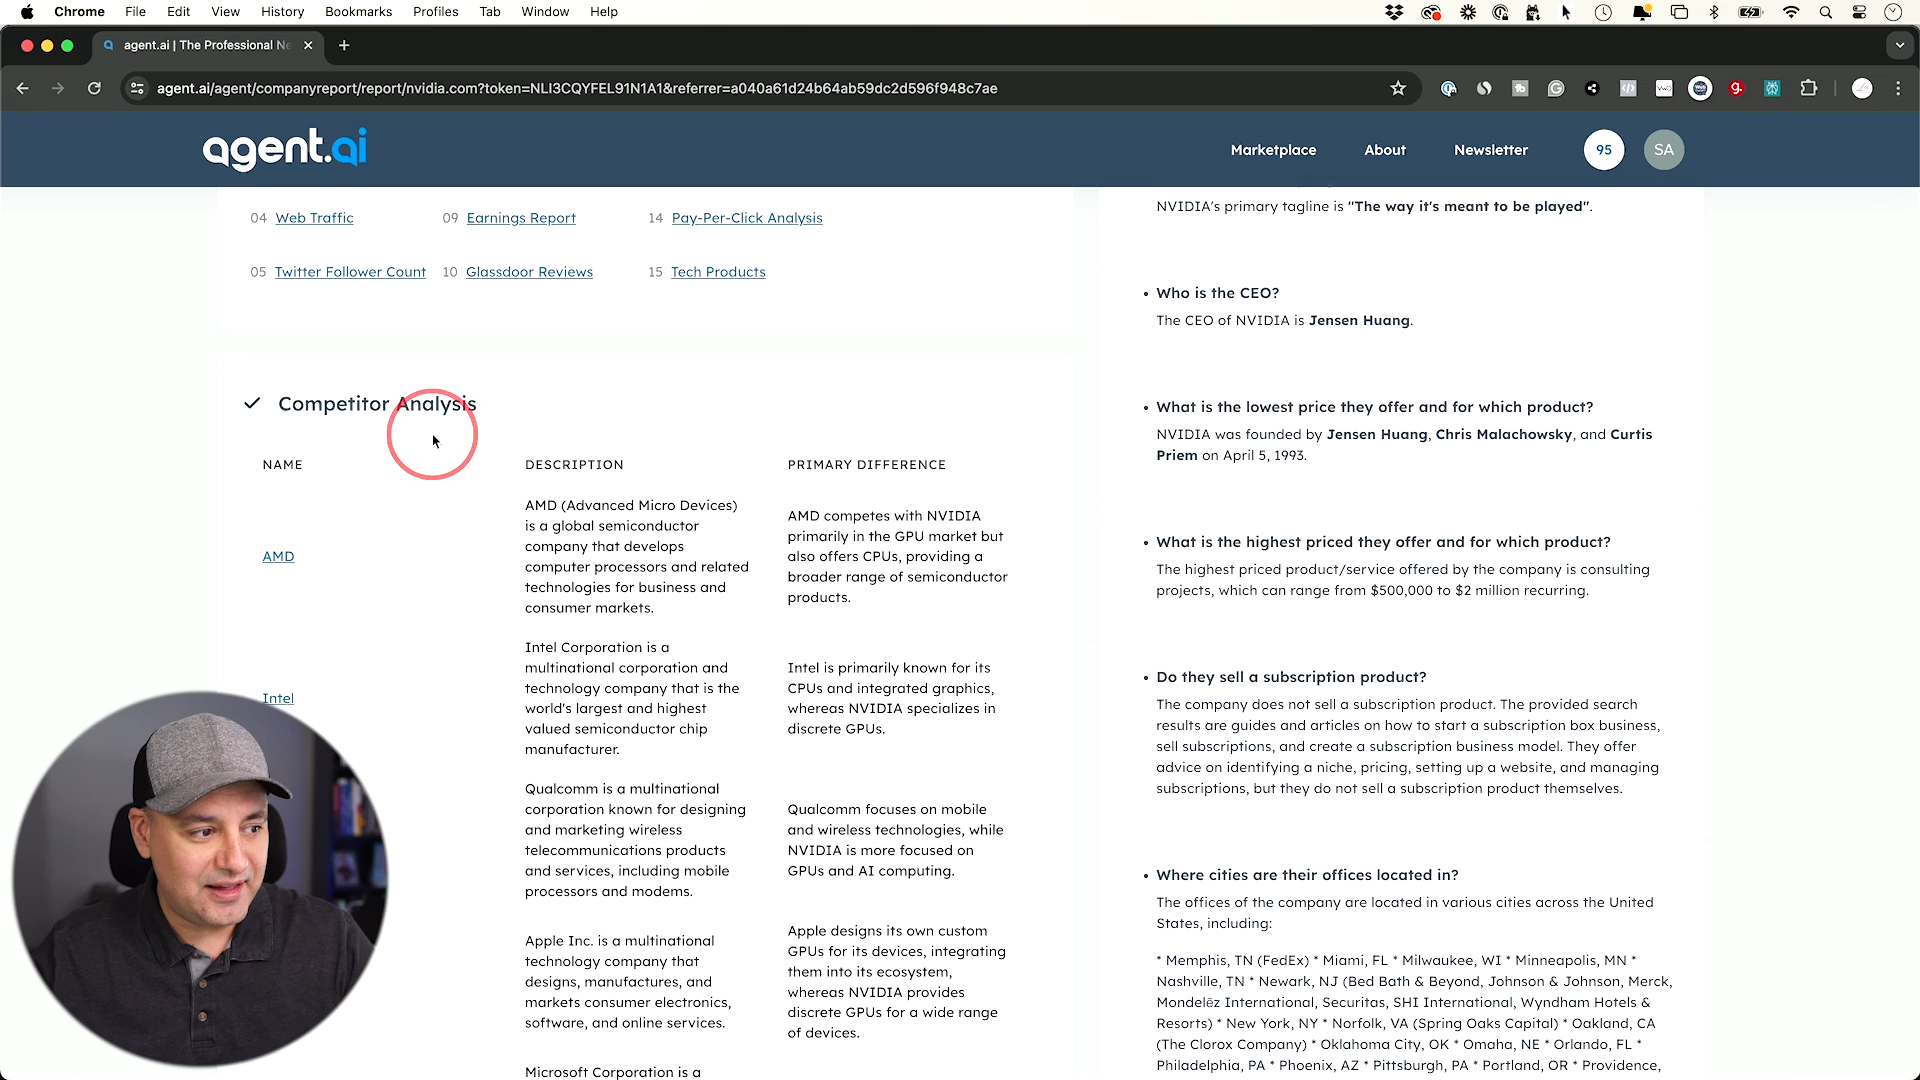 Chrome File Edit View History Bookmarks Profiles Tab Window Help
agent.ai | The Professional Ne
agent.ai/agent/companyreport/report/nvidia.com?token=NLI3CQYFEL91N1A1&referrer=a040a61d24b64ab59dc2d596f948c7ae
agent.ai
Marketplace About Newsletter 95 SA
04 Web Traffic 09 Earnings Report 14 Pay-Per-Click Analysis
05 Twitter Follower Count 10 Glassdoor Reviews 15 Tech Products
Competitor Analysis
NAME DESCRIPTION PRIMARY DIFFERENCE
AMD
AMD (Advanced Micro Devices)
is a global semiconductor
company that develops
computer processors and related
technologies for business and
consumer markets.
AMD competes with NVIDIA
primarily in the GPU market but
also offers CPUs, providing a
broader range of semiconductor
products.
Intel
Intel Corporation is a
multinational corporation and
technology company that is the
world's largest and highest
valued semiconductor chip
manufacturer.
Intel is primarily known for its
CPUs and integrated graphics,
whereas NVIDIA specializes in
discrete GPUs.
Qualcomm is a multinational
corporation known for designing
and marketing wireless
telecommunications products
and services, including mobile
processors and modems.
Qualcomm focuses on mobile
and wireless technologies, while
NVIDIA is more focused on
GPUs and AI computing.
Apple Inc. is a multinational
technology company that
designs, manufactures, and
markets consumer electronics,
software, and online services.
Apple designs its own custom
GPUs for its devices, integrating
them into its ecosystem,
whereas NVIDIA provides
discrete GPUs for a wide range
of devices.
Microsoft Corporation is a
NVIDIA's primary tagline is "The way it's meant to be played".
• Who is the CEO?
The CEO of NVIDIA is Jensen Huang.
• What is the lowest price they offer and for which product?
NVIDIA was founded by Jensen Huang, Chris Malachowsky, and Curtis
Priem on April 5, 1993.
• What is the highest priced they offer and for which product?
The highest priced product/service offered by the company is consulting
projects, which can range from $500,000 to $2 million recurring.
• Do they sell a subscription product?
The company does not sell a subscription product. The provided search
results are guides and articles on how to start a subscription box business,
sell subscriptions, and create a subscription business model. They offer
advice on identifying a niche, pricing, setting up a website, and managing
subscriptions, but they do not sell a subscription product themselves.
• Where cities are their offices located in?
The offices of the company are located in various cities across the United
States, including:
* Memphis, TN (FedEx) * Miami, FL * Milwaukee, WI * Minneapolis, MN *
Nashville, TN * Newark, NJ (Bed Bath & Beyond, Johnson & Johnson, Merck,
Mondelēz International, Securitas, SHI International, Wyndham Hotels &
Resorts) * New York, NY * Norfolk, VA (Spring Oaks Capital) * Oakland, CA
(The Clorox Company) * Oklahoma City, OK * Omaha, NE * Orlando, FL *
Philadelphia, PA * Phoenix, AZ * Pittsburgh, PA * Portland, OR * Providence,